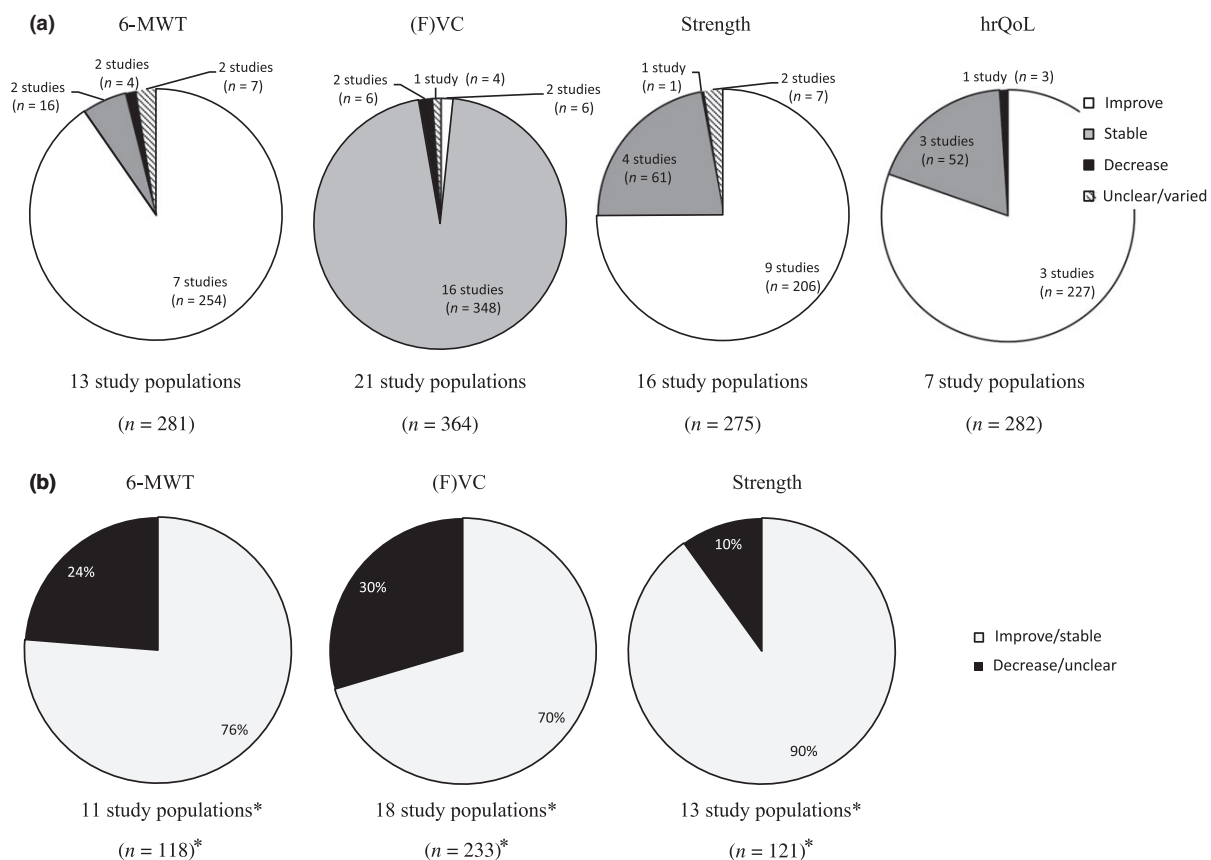 (a)
6-MWT
(F)VC
Strength
hrQoL
2 studies
(n = 16)
2 studies
(n = 4)
2 studies
(n = 7)
7 studies
(n = 254)
2 studies
(n = 6)
1 study (n = 4)
2 studies
(n = 6)
16 studies
(n = 348)
1 study
(n = 1)
2 studies
(n = 7)
4 studies
(n = 61)
9 studies
(n = 206)
1 study (n = 3)
3 studies
(n = 52)
3 studies
(n = 227)
Improve
Stable
Decrease
Unclear/varied
13 study populations
(n = 281)
21 study populations
(n = 364)
16 study populations
(n = 275)
7 study populations
(n = 282)
(b)
6-MWT
(F)VC
Strength
24%
76%
30%
70%
10%
90%
Improve/stable
Decrease/unclear
11 study populations*
(n = 118)*
18 study populations*
(n = 233)*
13 study populations*
(n = 121)*